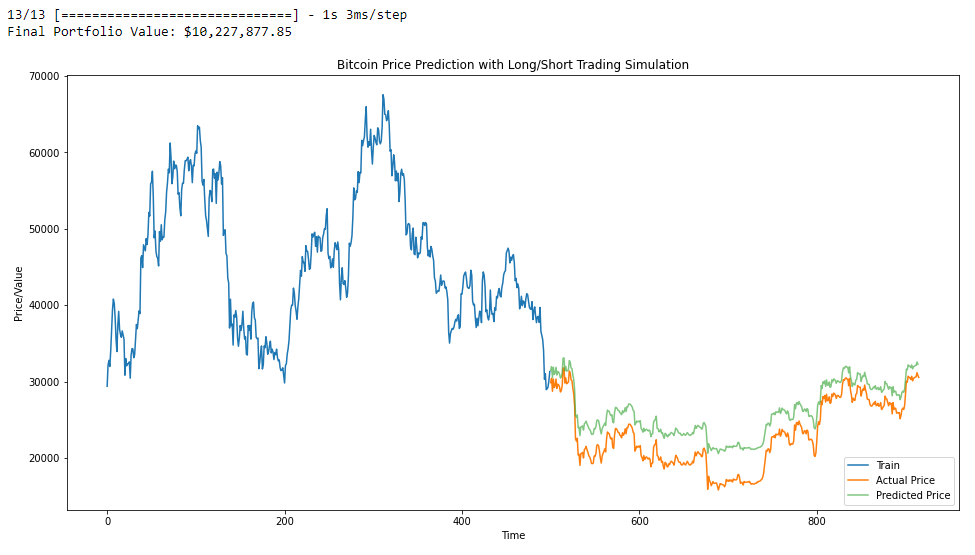 13/13 [==============================] - 1s 3ms/step
Final Portfolio Value: $10,227,877.85
Bitcoin Price Prediction with Long/Short Trading Simulation
70000
60000
50000
40000
30000
20000
Price/Value
0 200 400 600 800
Time
Train
Actual Price
Predicted Price